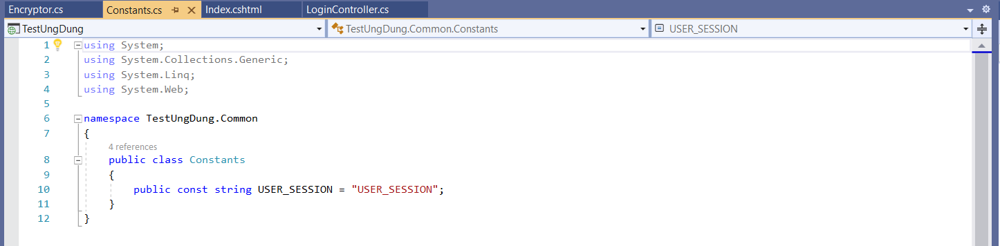 Encryptor.cs Constants.cs Index.cshtml LoginController.cs
TestUngDung TestUngDung.Common.Constants USER_SESSION
1 using System;
2 using System.Collections.Generic;
3 using System.Linq;
4 using System.Web;
5
6 namespace TestUngDung.Common
7 {
4 references
8 public class Constants
9 {
10 public const string USER_SESSION = "USER_SESSION";
11 }
12 }